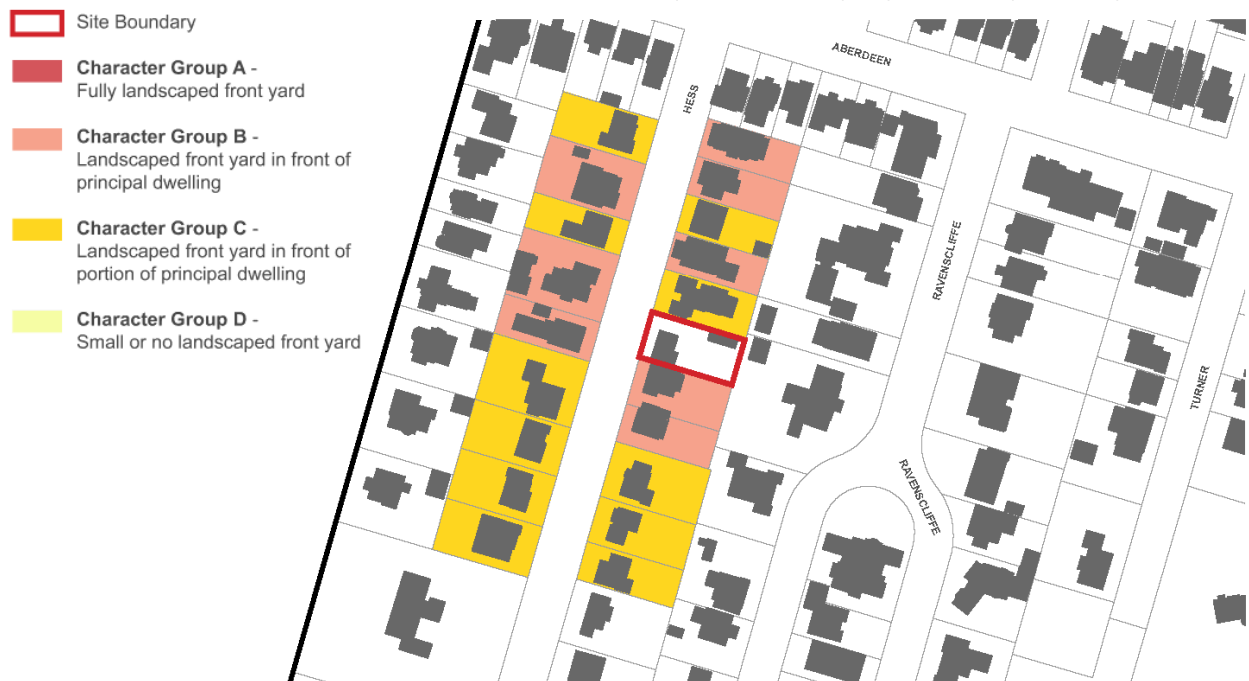 Site Boundary
Character Group A -
Fully landscaped front yard
Character Group B -
Landscaped front yard in front of
principal dwelling
Character Group C -
Landscaped front yard in front of
portion of principal dwelling
Character Group D -
Small or no landscaped front yard
ABERDEEN
HESS
RAVENSCLIFFE
TURNER
RAVENSCLIFFE